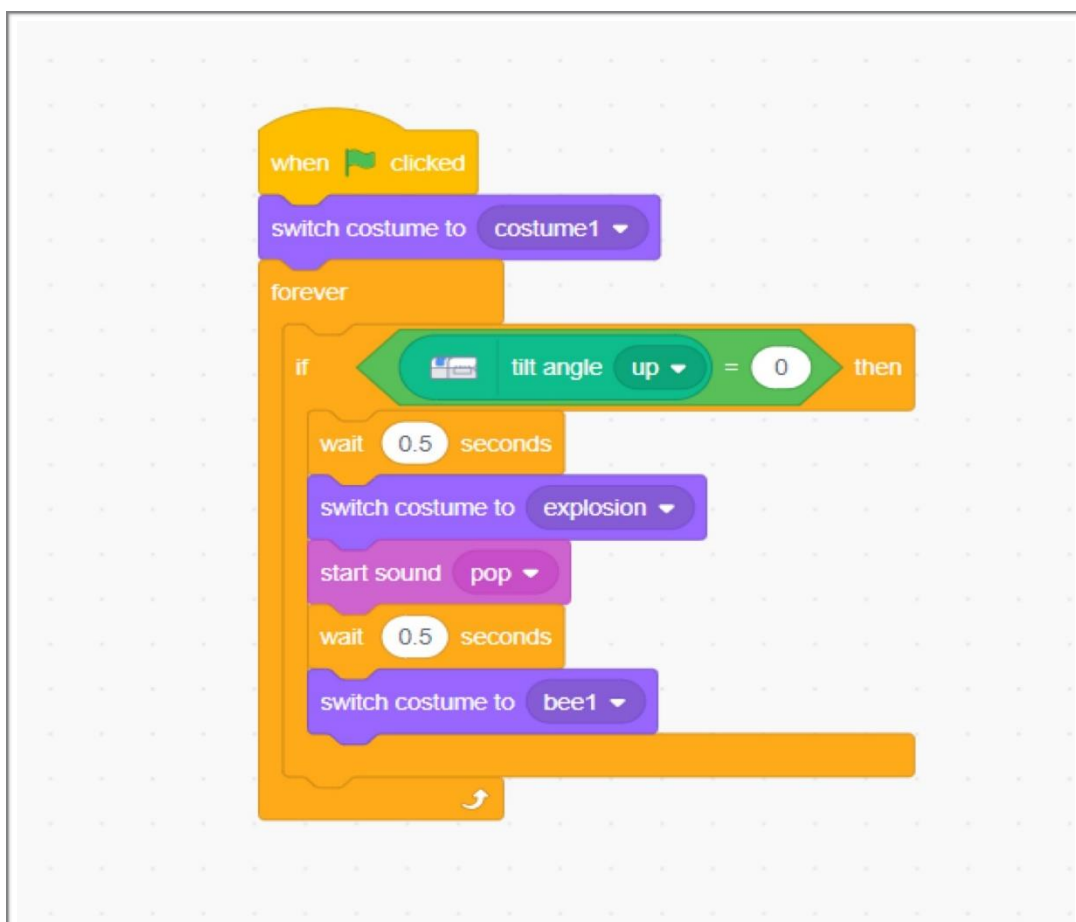 when clicked
switch costume to costume1
forever
if tilt angle up = 0 then
wait 0.5 seconds
switch costume to explosion
start sound pop
wait 0.5 seconds
switch costume to bee1